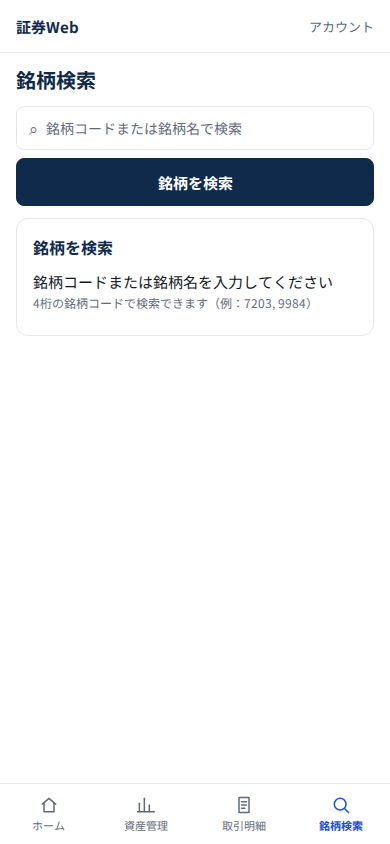 証券Web
アカウント
銘柄検索
銘柄コードまたは銘柄名で検索
銘柄を検索
銘柄を検索
銘柄コードまたは銘柄名を入力してください
4桁の銘柄コードで検索できます（例：7203, 9984）
ホーム
資産管理
取引明細
銘柄検索